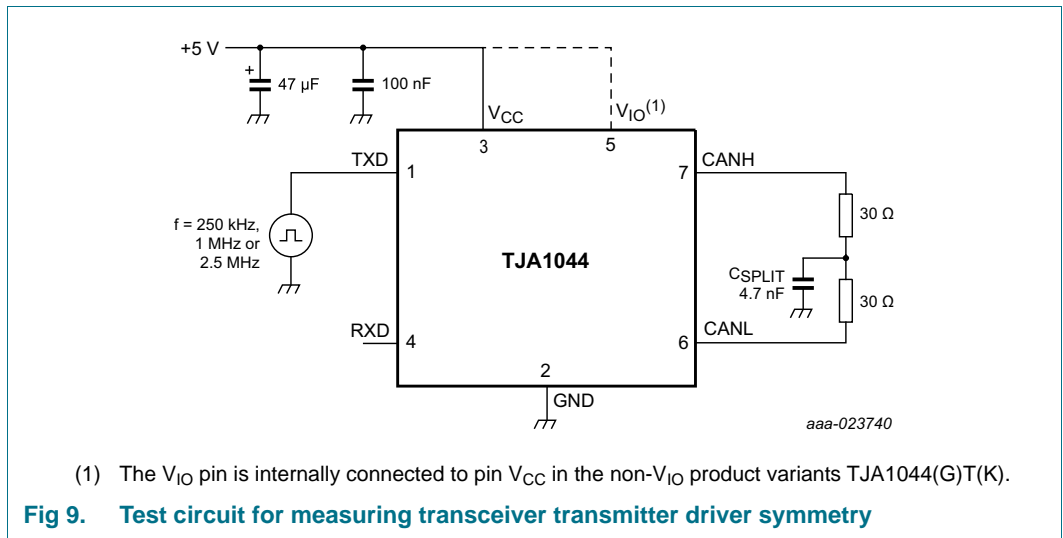 +5 V
+
47 µF
100 nF
VCC
VIO(1)
3
5
TXD
1
7
CANH
f = 250 kHz,
1 MHz or
2.5 MHz
30 Ω
TJA1044
CSPLIT
4.7 nF
30 Ω
RXD
4
6
CANL
2
GND
aaa-023740
(1) The VIO pin is internally connected to pin VCC in the non-VIO product variants TJA1044(G)T(K).
Fig 9. Test circuit for measuring transceiver transmitter driver symmetry